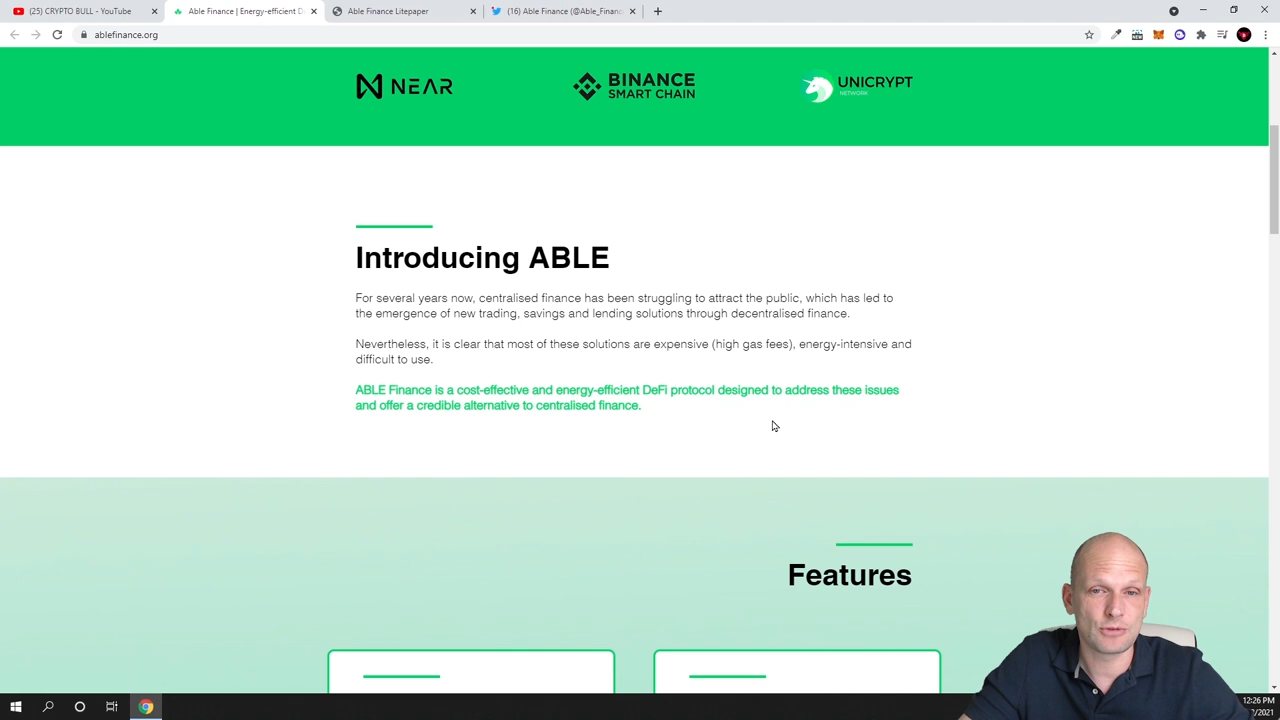 (25) CRYPTO BULL - YouTube
Able Finance | Energy-efficient D
Able Finance Litepaper
(16) Able Finance (@Able_Financ
ablefinance.org
NEAR
BINANCE
SMART CHAIN
UNICRYPT
NETWORK
Introducing ABLE
For several years now, centralised finance has been struggling to attract the public, which has led to
the emergence of new trading, savings and lending solutions through decentralised finance.
Nevertheless, it is clear that most of these solutions are expensive (high gas fees), energy-intensive and
difficult to use.
ABLE Finance is a cost-effective and energy-efficient DeFi protocol designed to address these issues
and offer a credible alternative to centralised finance.
Features
12:26 PM
/2021